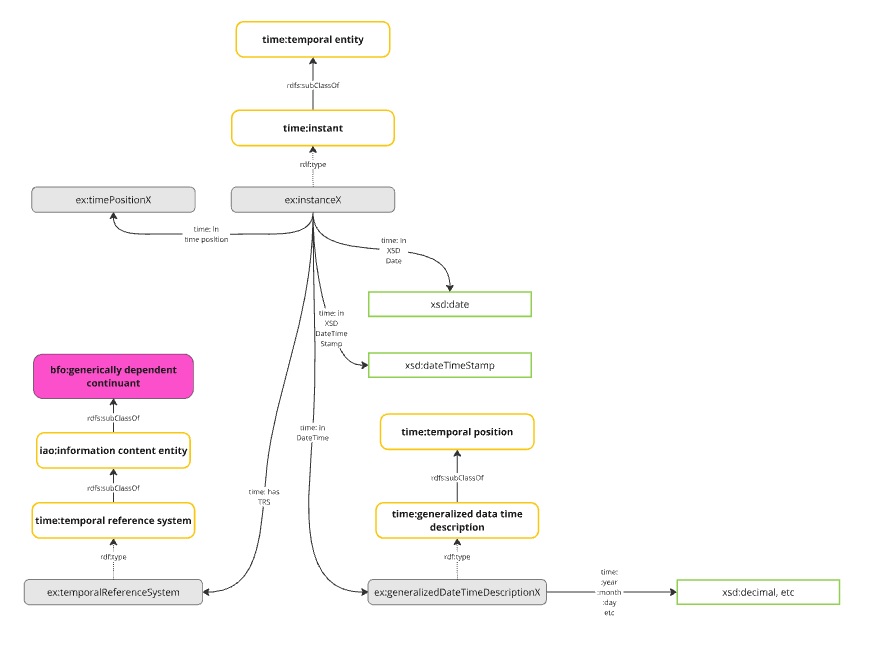 time:temporal entity
rdfs:subClassOf
time:instant
rdf:type
ex:timePositionX
ex:instanceX
time: in
time position
time: in
XSD
Date
xsd:date
time: in
XSD
DateTime
Stamp
xsd:dateTimeStamp
bfo:generically dependent
continuant
rdfs:subClassOf
iao:information content entity
rdfs:subClassOf
time:temporal reference system
rdf:type
ex:temporalReferenceSystem
time: has
TRS
time: in
DateTime
time:temporal position
rdfs:subClassOf
time:generalized data time
description
rdf:type
ex:generalizedDateTimeDescriptionX
time:
:year
:month
:day
etc
xsd:decimal, etc